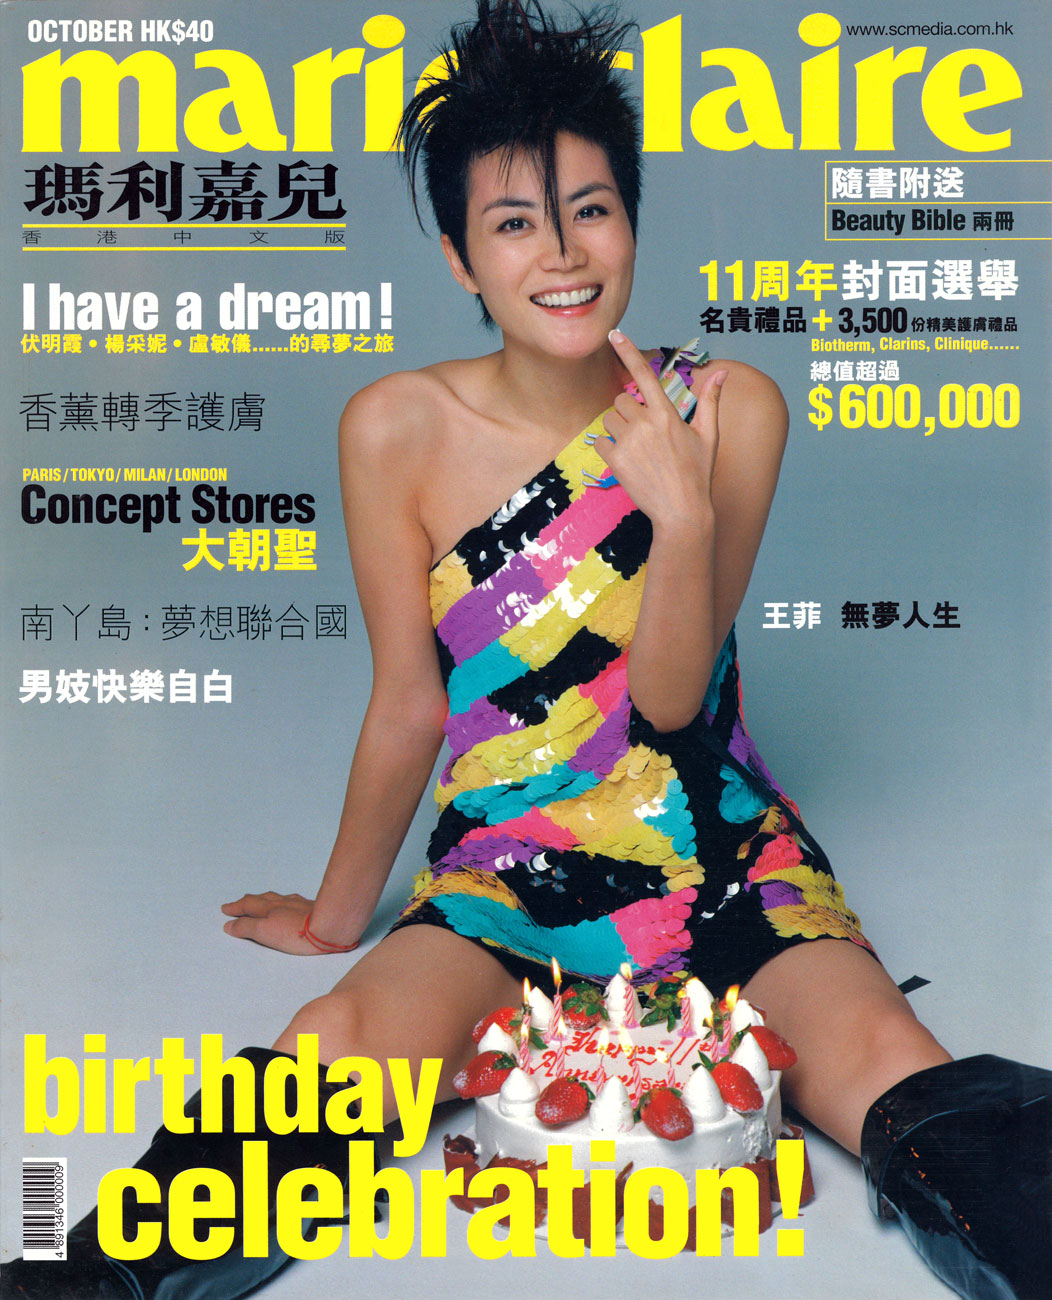 OCTOBER HK$40
www.scmedia.com.hk
marie claire
瑪利嘉兒
香港中文版
隨書附送
Beauty Bible 兩冊
I have a dream!
伏明霞・楊采妮・盧敏儀......的尋夢之旅
11周年封面選舉
名貴禮品+3,500份精美護膚禮品
Biotherm, Clarins, Clinique......
總值超過
$600,000
香薰轉季護膚
PARIS/TOKYO/MILAN/LONDON
Concept Stores
大朝聖
南丫島:夢想聯合國
男妓快樂自白
王菲 無夢人生
birthday
celebration!
4 891346 000009